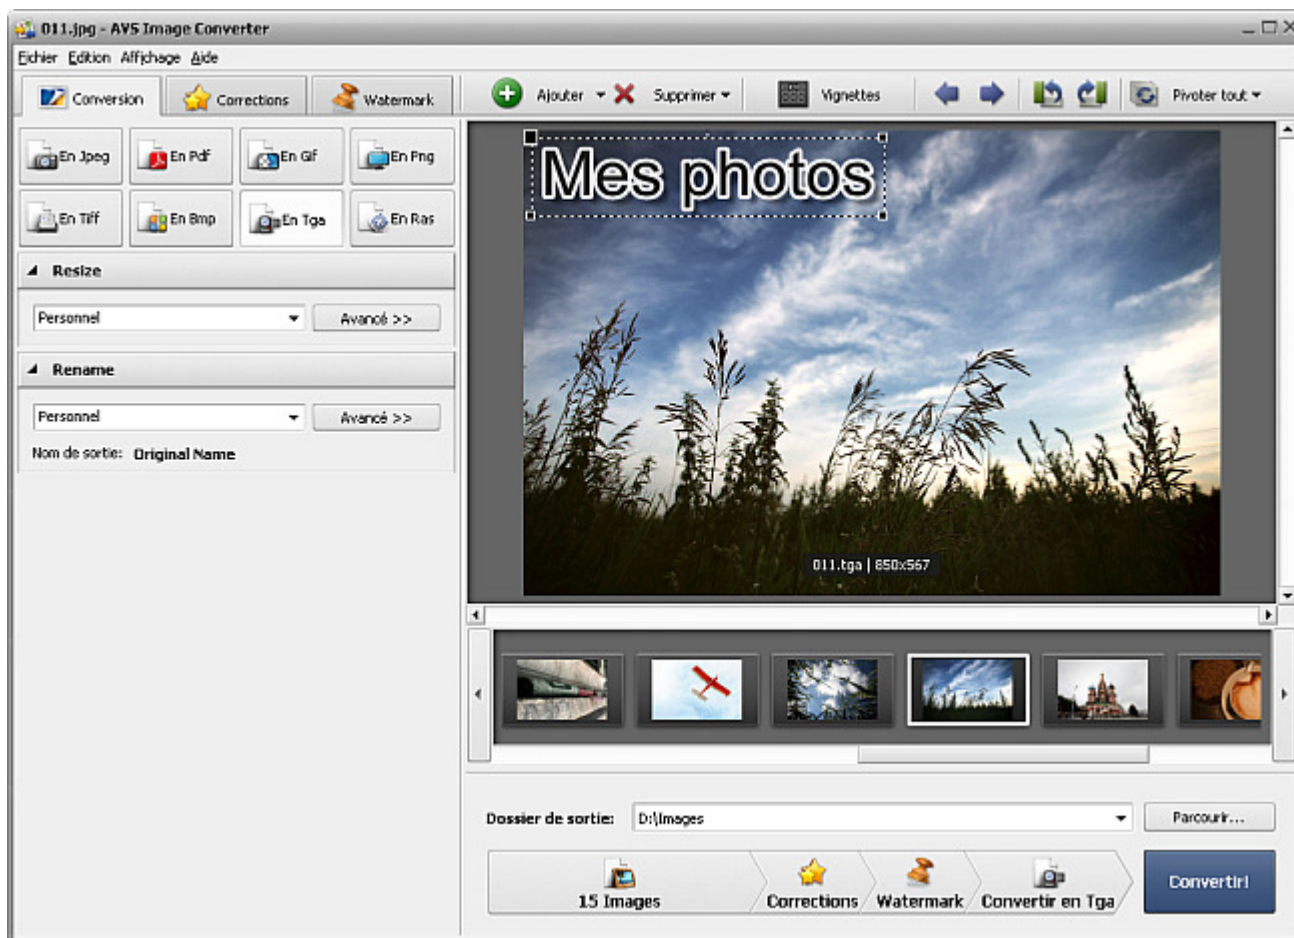 011.jpg - AVS Image Converter
Fichier Edition Affichage Aide
Conversion Corrections Watermark
Ajouter Supprimer Vignettes Pivoter tout
En Jpeg En Pdf En Gif En Png
En Tiff En Bmp En Tga En Ras
Resize
Personnel Avancé >>
Rename
Personnel Avancé >>
Nom de sortie: Original Name
Mes photos
011.tga | 850x567
Dossier de sortie: D:\Images Parcourir...
15 Images Corrections Watermark Convertir en Tga Convertir!